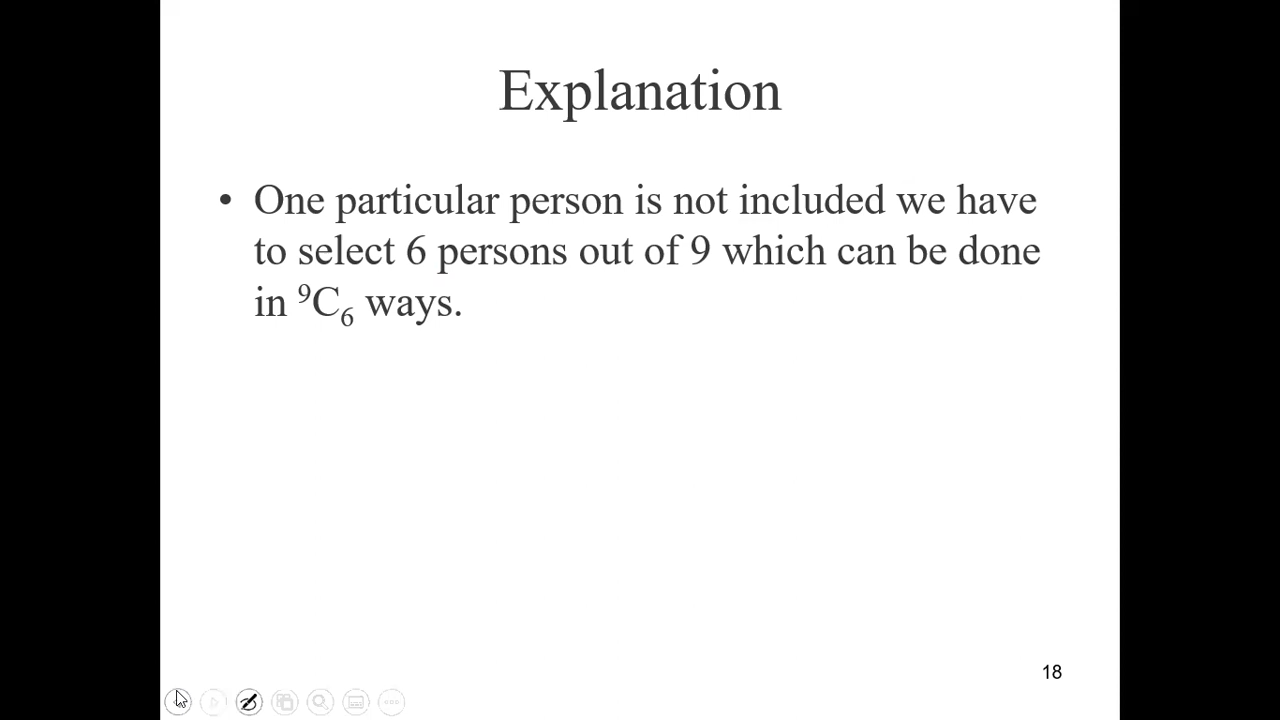 Explanation
• One particular person is not included we have
to select 6 persons out of 9 which can be done
in ⁹C₆ ways.
18